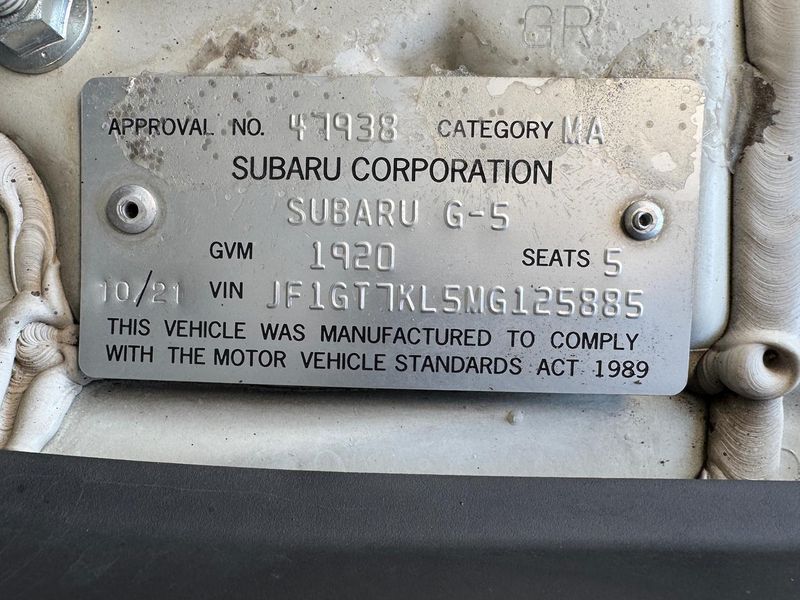 GR
APPROVAL NO. 47938 CATEGORY MA
SUBARU CORPORATION
SUBARU G-5
GVM 1920 SEATS 5
10/21 VIN JF1GT7KL5MG125885
THIS VEHICLE WAS MANUFACTURED TO COMPLY
WITH THE MOTOR VEHICLE STANDARDS ACT 1989